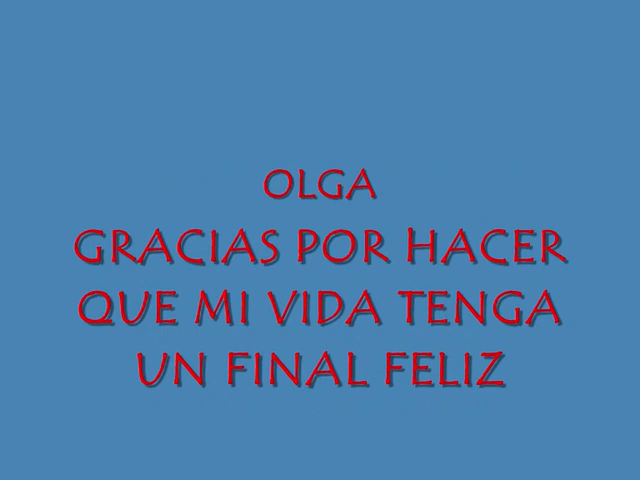 OLGA
GRACIAS POR HACER
QUE MI VIDA TENGA
UN FINAL FELIZ